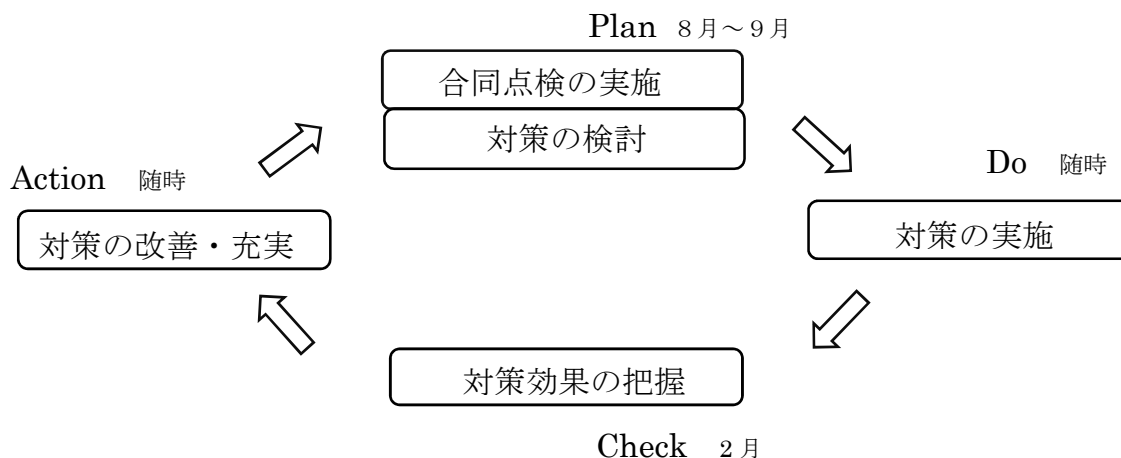 Plan ８月～９月
合同点検の実施
対策の検討
Action 随時
対策の改善・充実
Do 随時
対策の実施
対策効果の把握
Check ２月